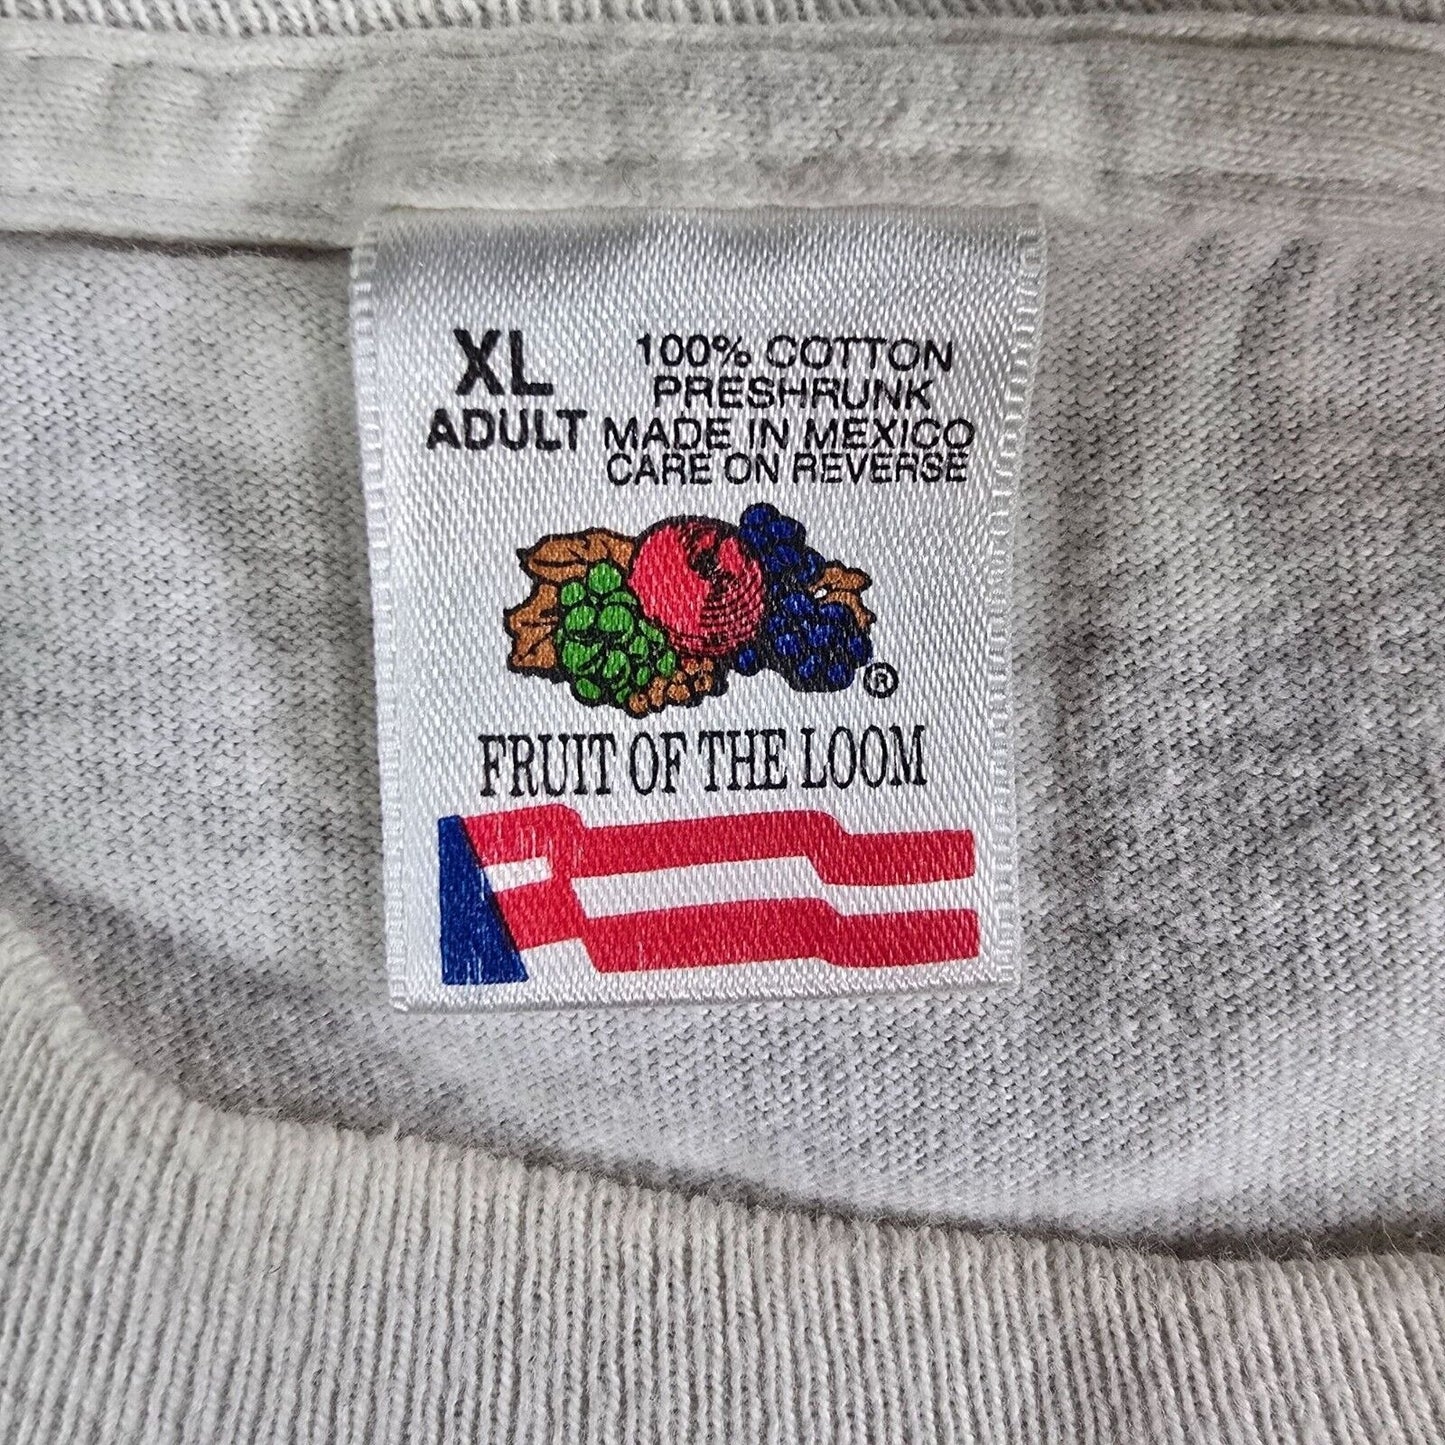 XL
ADULT
100% COTTON
PRESHRUNK
MADE IN MEXICO
CARE ON REVERSE
®
FRUIT OF THE LOOM